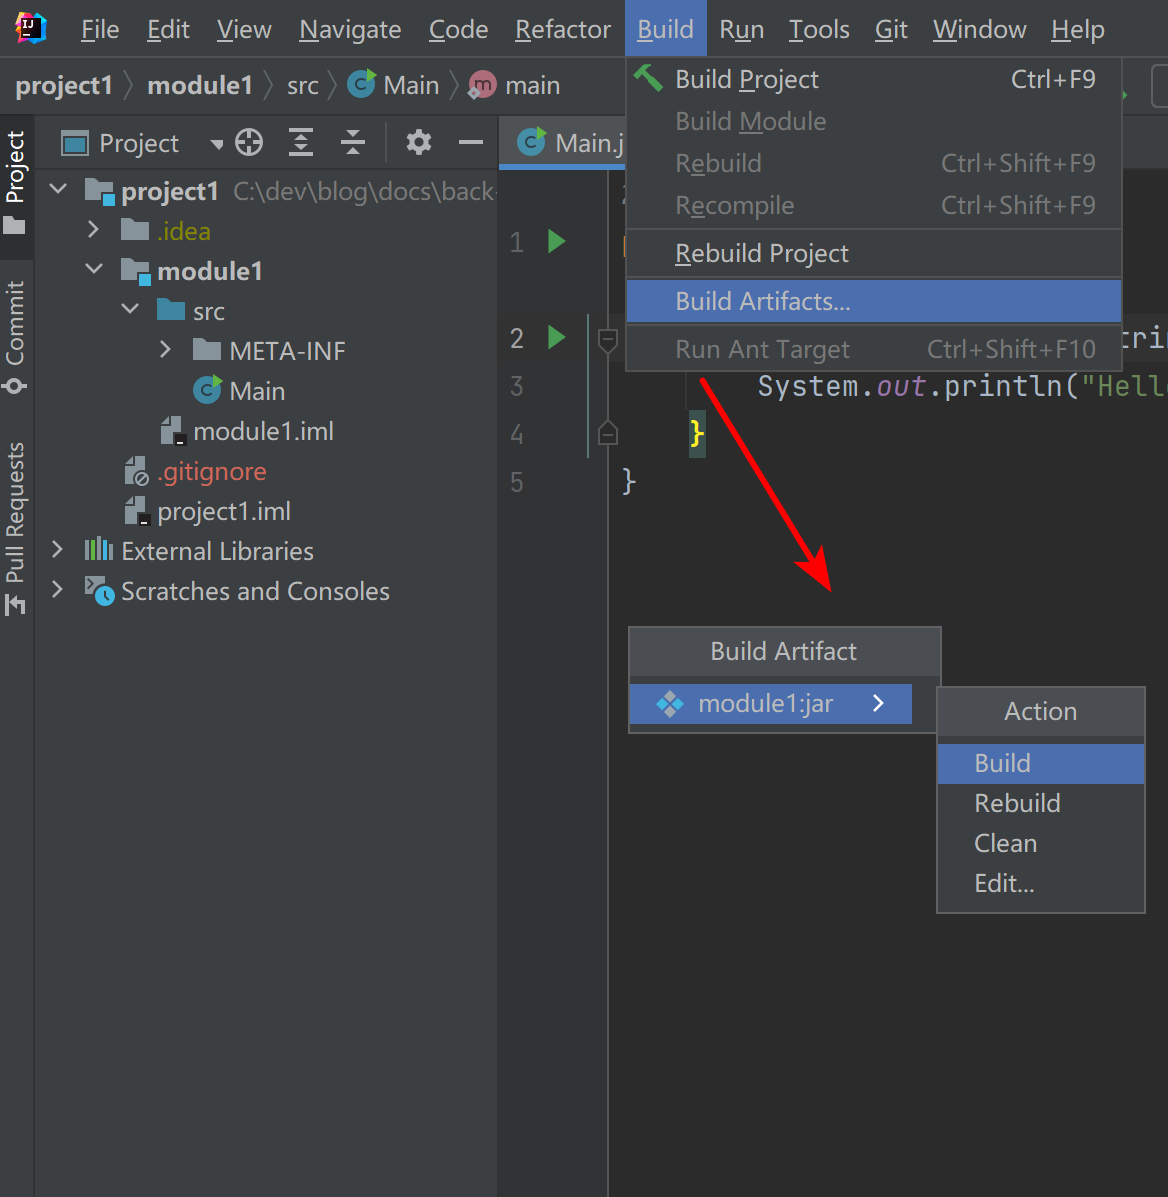 File Edit View Navigate Code Refactor Build Run Tools Git Window Help
project1 module1 src Main main
Project
Main.j
Build Project Ctrl+F9
Build Module
Rebuild Ctrl+Shift+F9
Recompile Ctrl+Shift+F9
Rebuild Project
Build Artifacts...
Run Ant Target Ctrl+Shift+F10
Project
Commit
Pull Requests
project1 C:\dev\blog\docs\back-
.idea
module1
src
META-INF
Main
module1.iml
.gitignore
project1.iml
External Libraries
Scratches and Consoles
1
2 trin
3 System.out.println("Hello
4 }
5 }
Build Artifact
module1:jar
Action
Build
Rebuild
Clean
Edit...